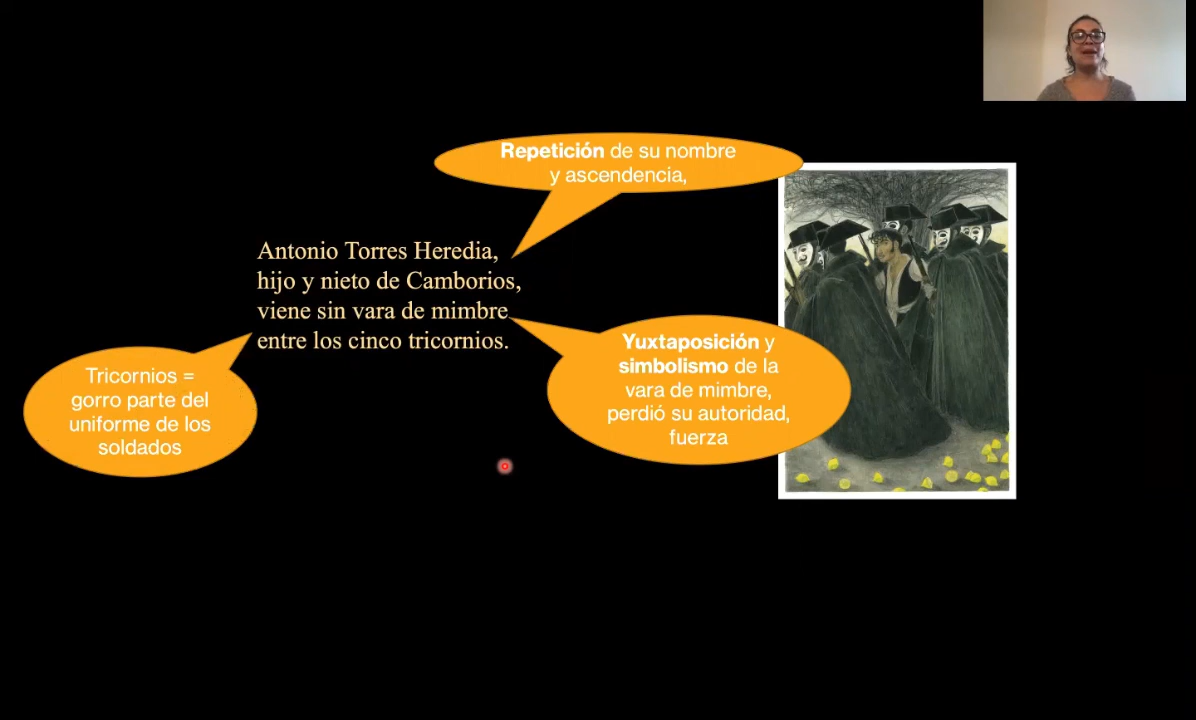 Repetición de su nombre
y ascendencia,
Antonio Torres Heredia,
hijo y nieto de Camborios,
viene sin vara de mimbre
entre los cinco tricornios.
Yuxtaposición y
simbolismo de la
vara de mimbre,
perdió su autoridad,
fuerza
Tricornios =
gorro parte del
uniforme de los
soldados